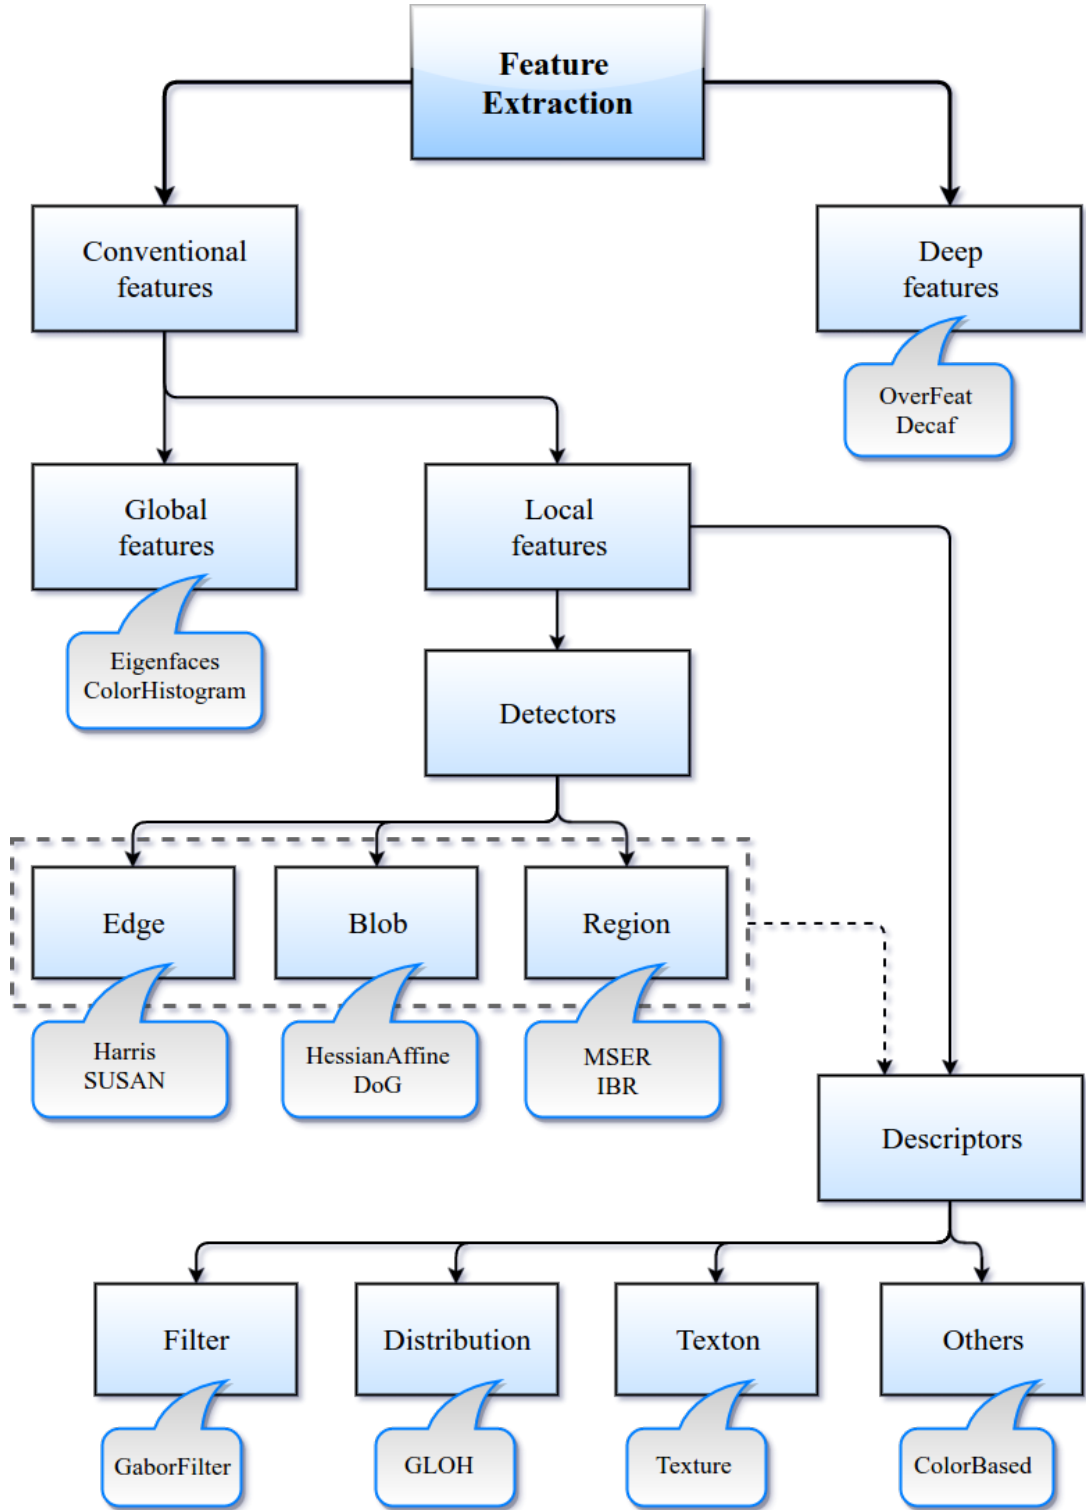 Feature
Extraction
Conventional
features
Deep
features
OverFeat
Decaf
Global
features
Local
features
Eigenfaces
ColorHistogram
Detectors
Edge
Blob
Region
Harris
SUSAN
HessianAffine
DoG
MSER
IBR
Descriptors
Filter
Distribution
Texton
Others
GaborFilter
GLOH
Texture
ColorBased